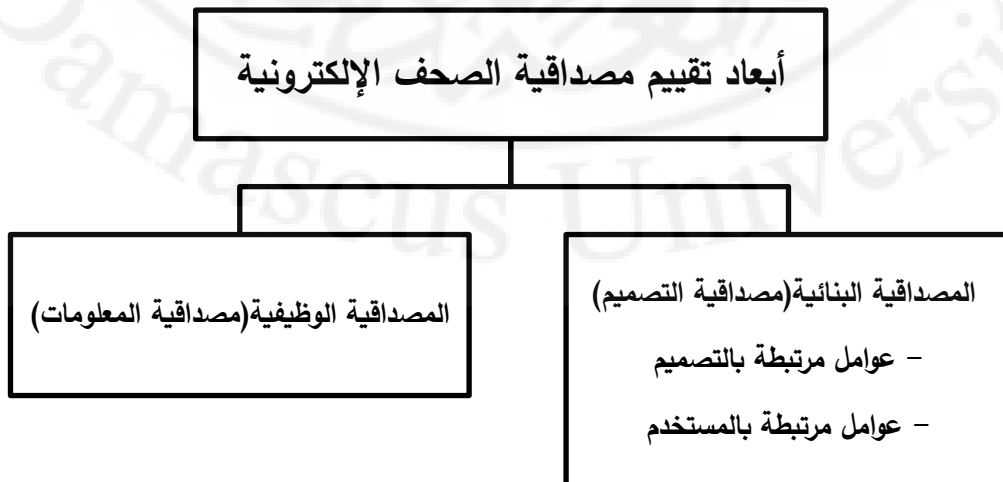 أبعاد تقييم مصداقية الصحف الإلكترونية
المصداقية البنائية(مصداقية التصميم)
- عوامل مرتبطة بالتصميم
- عوامل مرتبطة بالمستخدم
المصداقية الوظيفية(مصداقية المعلومات)
Damascus Universi